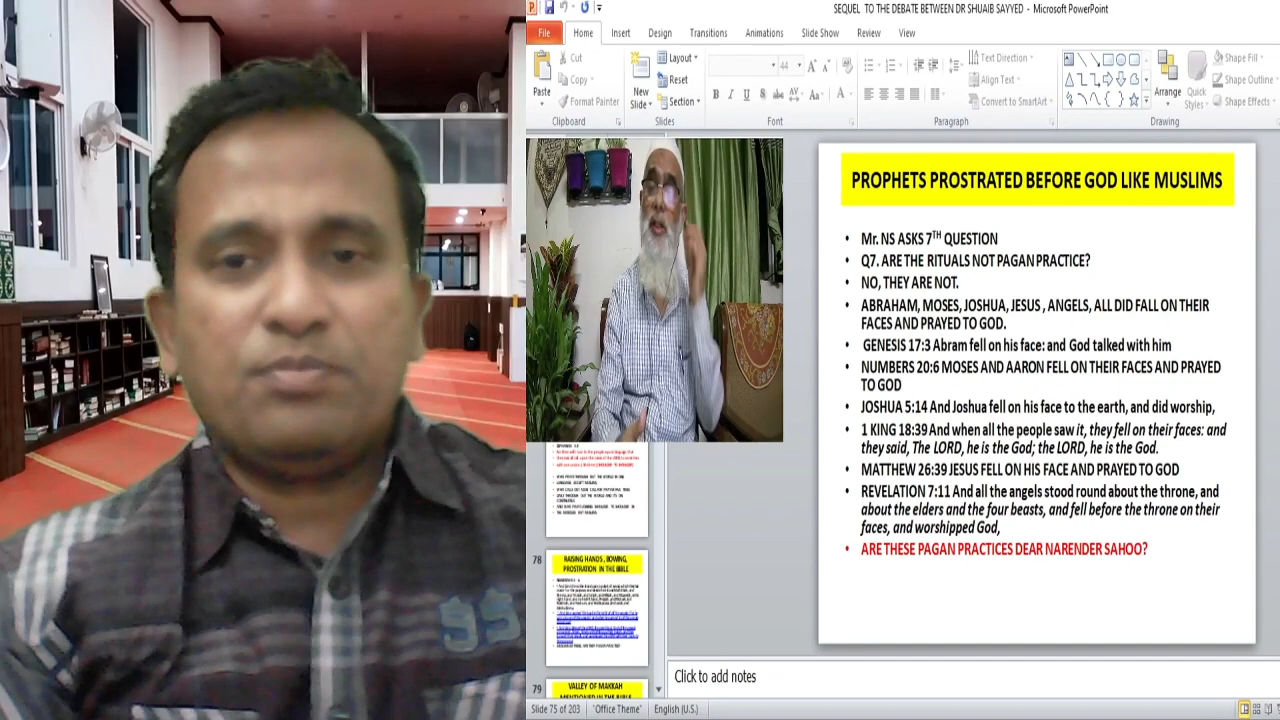 SEQUEL TO THE DEBATE BETWEEN DR SHUAIB SAYYED - Microsoft PowerPoint
File Home Insert Design Transitions Animations Slide Show Review View
Cut
Copy
Format Painter
Paste
Clipboard
New
Slide
Layout
Reset
Section
Slides
44
Font
Text Direction
Align Text
Convert to SmartArt
Paragraph
Arrange
Quick
Styles
Shape Fill
Shape Outline
Shape Effects
Drawing
PROPHETS PROSTRATED BEFORE GOD LIKE MUSLIMS
• Mr. NS ASKS 7TH QUESTION
• Q7. ARE THE RITUALS NOT PAGAN PRACTICE?
• NO, THEY ARE NOT.
• ABRAHAM, MOSES, JOSHUA, JESUS , ANGELS, ALL DID FALL ON THEIR
FACES AND PRAYED TO GOD.
• GENESIS 17:3 Abram fell on his face: and God talked with him
• NUMBERS 20:6 MOSES AND AARON FELL ON THEIR FACES AND PRAYED
TO GOD
• JOSHUA 5:14 And Joshua fell on his face to the earth, and did worship,
• 1 KING 18:39 And when all the people saw it, they fell on their faces: and
they said, The LORD, he is the God; the LORD, he is the God.
• MATTHEW 26:39 JESUS FELL ON HIS FACE AND PRAYED TO GOD
• REVELATION 7:11 And all the angels stood round about the throne, and
about the elders and the four beasts, and fell before the throne on their
faces, and worshipped God,
• ARE THESE PAGAN PRACTICES DEAR NARENDER SAHOO?
78
RAISING HANDS , BOWING,
PROSTRATION IN THE BIBLE
79
VALLEY OF MAKKAH
MENTIONED IN THE BIBLE
Click to add notes
Slide 75 of 203 "Office Theme" English (U.S.)